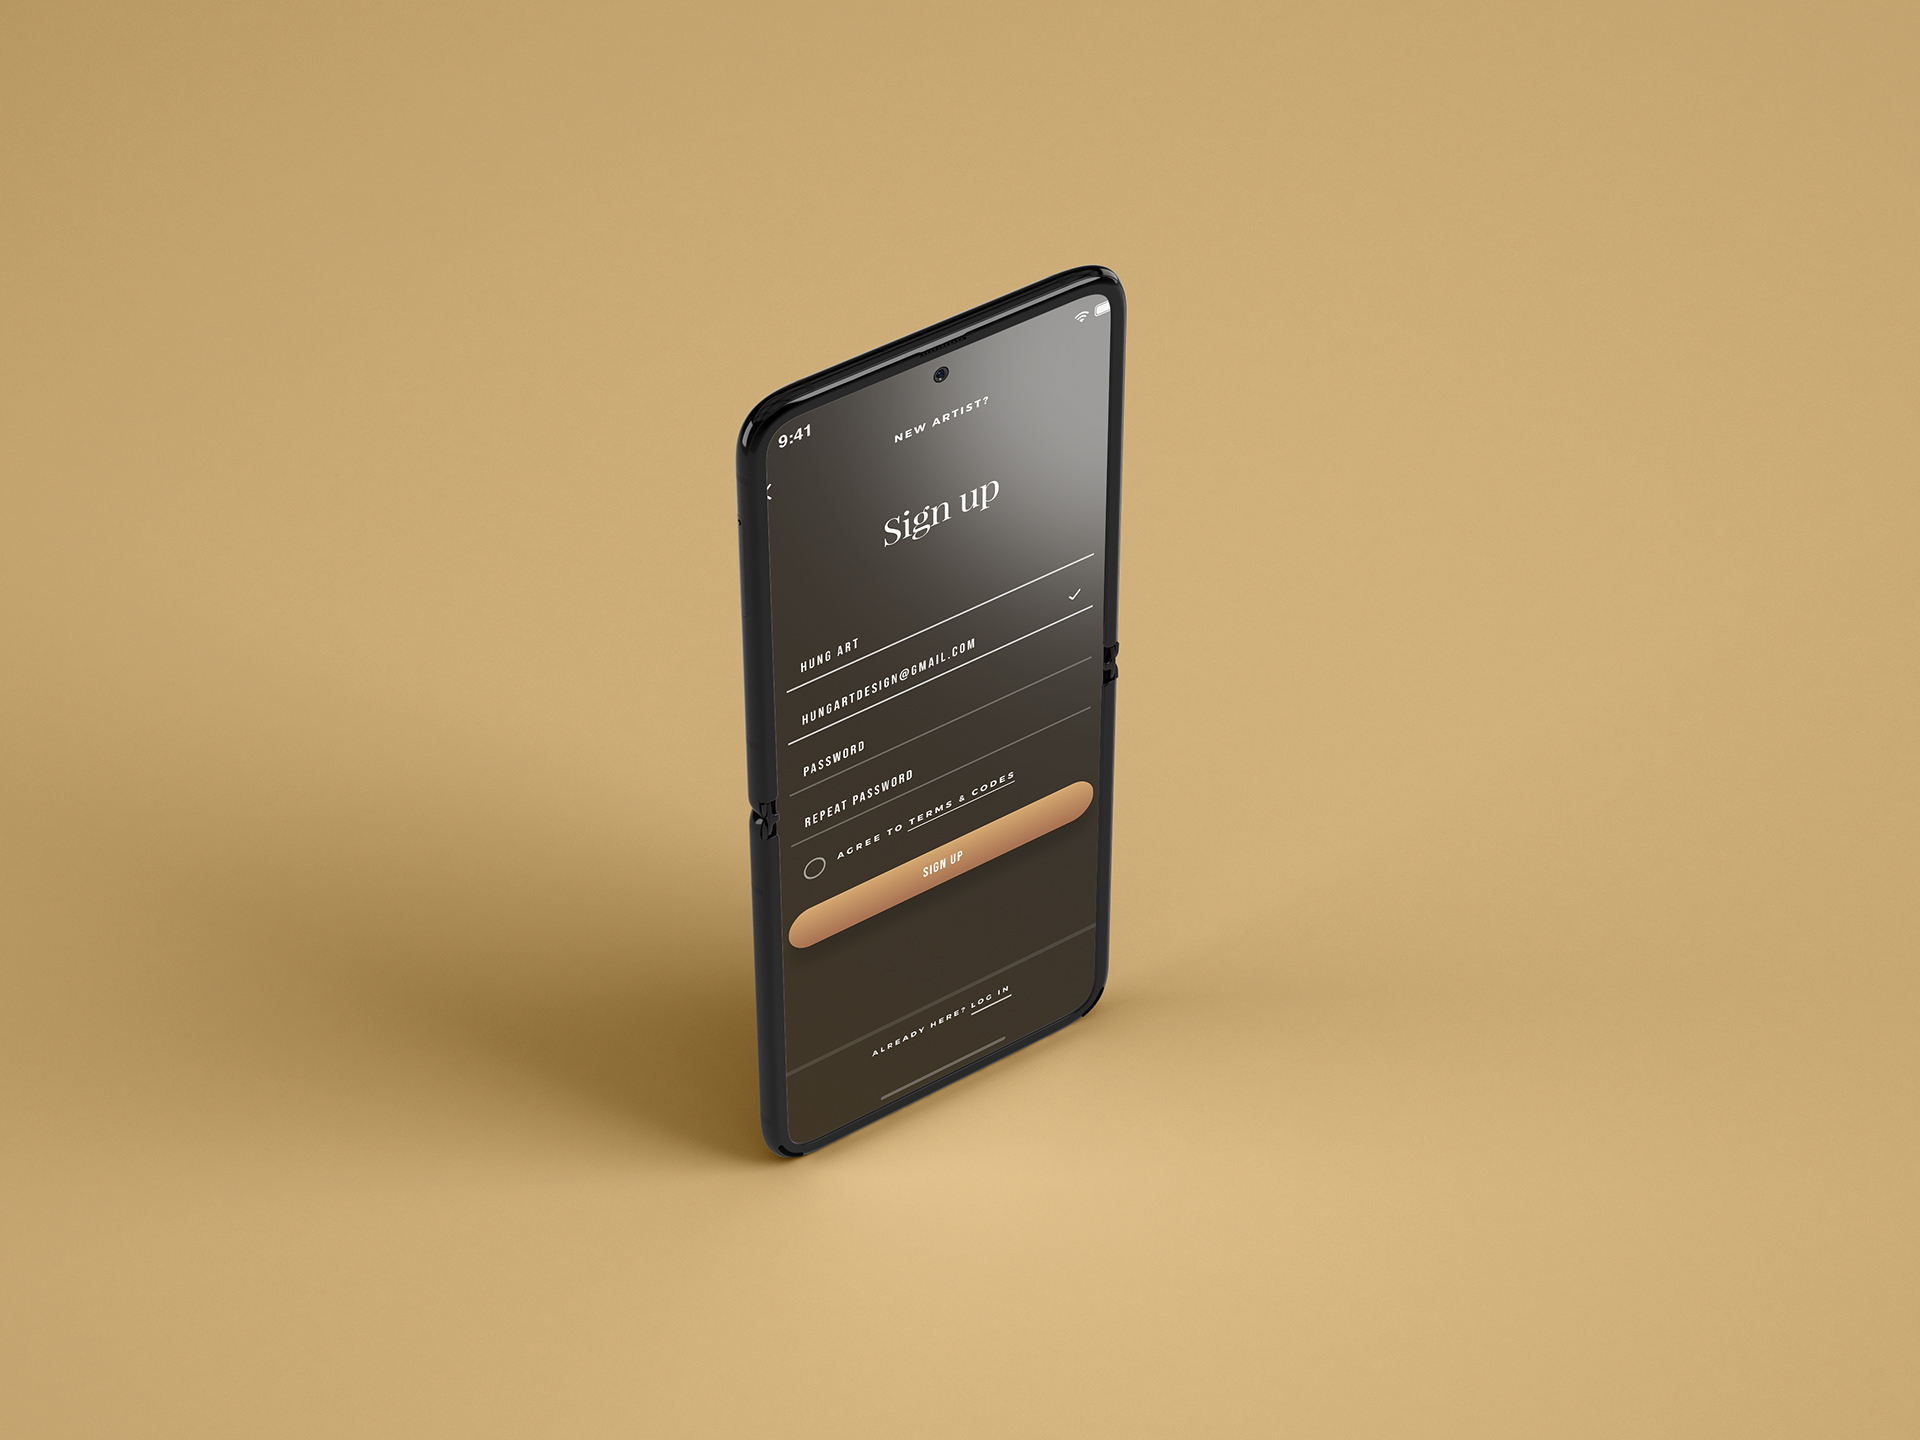 9:41
NEW ARTIST?
Sign up
HUNG ART
HUNGARTDESIGN@GMAIL.COM
PASSWORD
REPEAT PASSWORD
AGREE TO TERMS & CODES
SIGN UP
ALREADY HERE? LOG IN